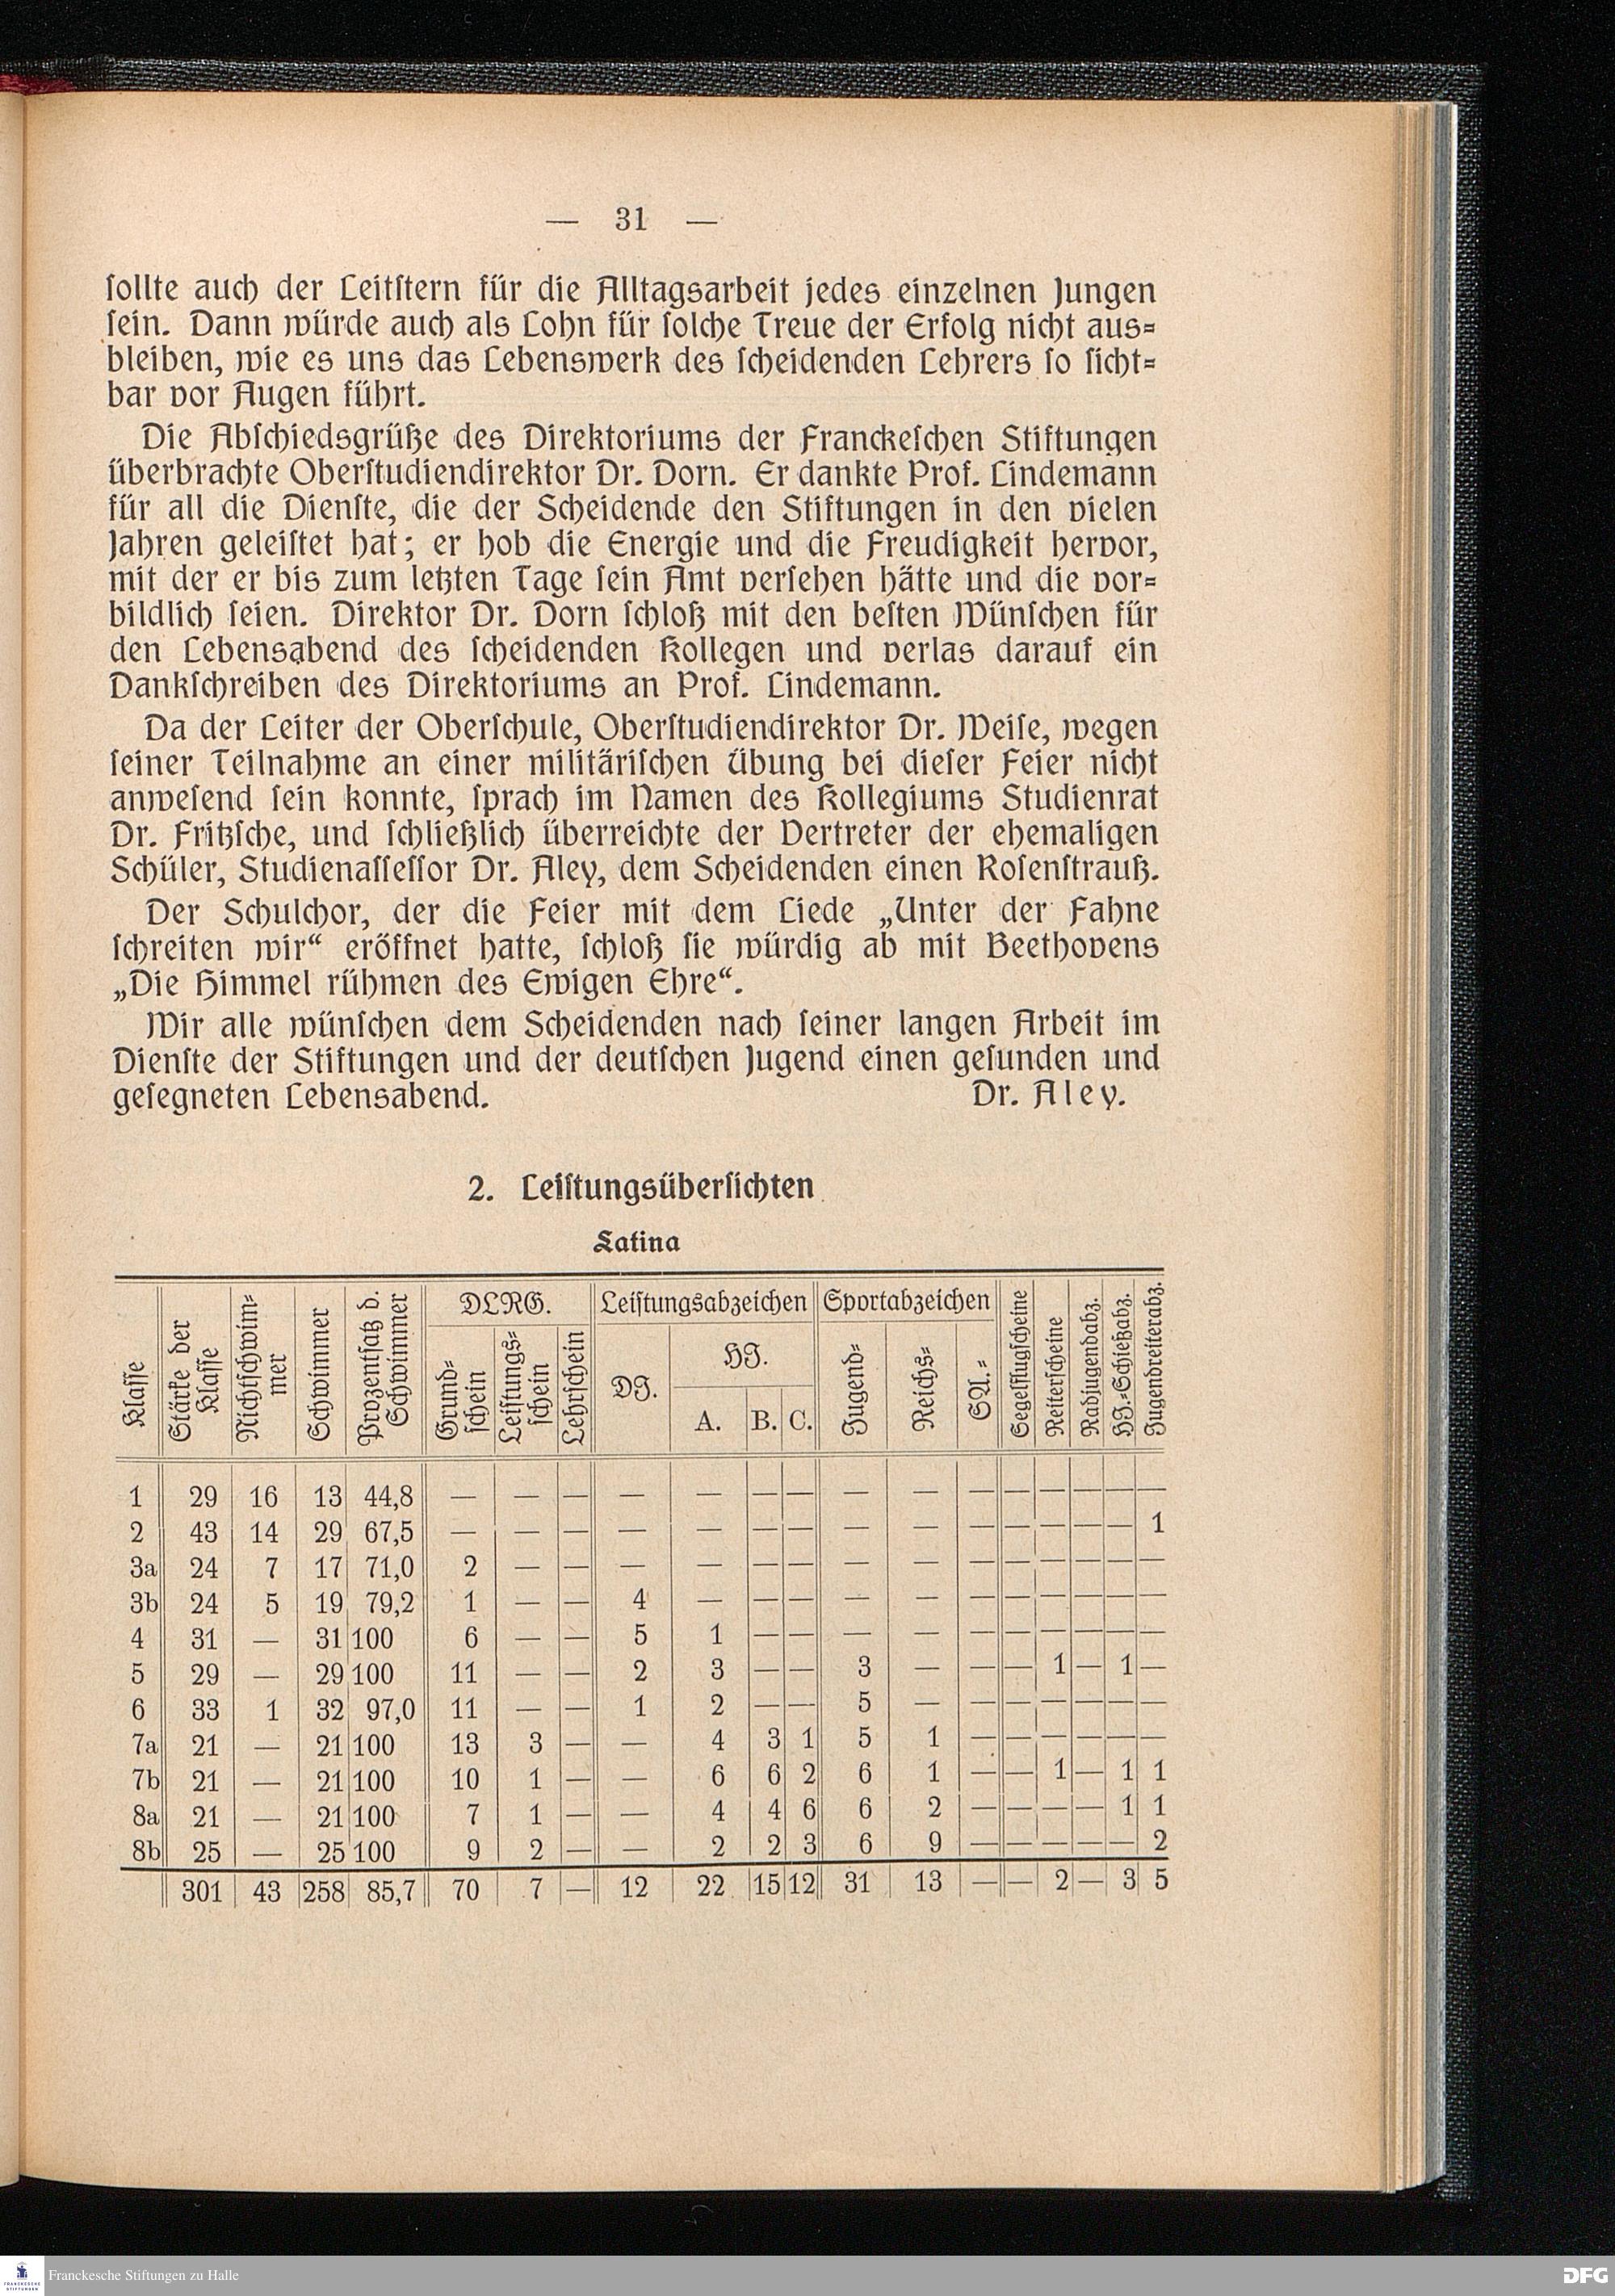 — 31 —
sollte auch der Leitstern für die Alltagsarbeit jedes einzelnen Jungen
sein. Dann würde auch als Lohn für solche Treue der Erfolg nicht aus=
bleiben, wie es uns das Lebenswerk des scheidenden Lehrers so sicht=
bar vor Augen führt.
Die Abschiedsgrüße des Direktoriums der Franckeschen Stiftungen
überbrachte Oberstudiendirektor Dr. Dorn. Er dankte Prof. Lindemann
für all die Dienste, die der Scheidende den Stiftungen in den vielen
Jahren geleistet hat; er hob die Energie und die Freudigkeit hervor,
mit der er bis zum letzten Tage sein Amt versehen hätte und die vor=
bildlich seien. Direktor Dr. Dorn schloß mit den besten Wünschen für
den Lebensabend des scheidenden Kollegen und verlas darauf ein
Dankschreiben des Direktoriums an Prof. Lindemann.
Da der Leiter der Oberschule, Oberstudiendirektor Dr. Weise, wegen
seiner Teilnahme an einer militärischen Übung bei dieser Feier nicht
anwesend sein konnte, sprach im Namen des Kollegiums Studienrat
Dr. Fritzsche, und schließlich überreichte der Vertreter der ehemaligen
Schüler, Studienassessor Dr. Aley, dem Scheidenden einen Rosenstrauß.
Der Schulchor, der die Feier mit dem Liede „Unter der Fahne
schreiten wir“ eröffnet hatte, schloß sie würdig ab mit Beethovens
„Die Himmel rühmen des Ewigen Ehre“.
Wir alle wünschen dem Scheidenden nach seiner langen Arbeit im
Dienste der Stiftungen und der deutschen Jugend einen gesunden und
gesegneten Lebensabend. Dr. Aley.
2. Leistungsübersichten
Latina
Klasse
Stärke der
Klasse
Nichtschwim=
mer
Schwimmer
Prozentsatz d.
Schwimmer
DLRG.
Grund=
schein
Leistungs=
schein
Lehrschein
Leistungsabzeichen
DJ.
HJ.
A. B. C.
Sportabzeichen
Jugend=
Reichs=
SA.=
Segelflugscheine
Reiterscheine
Radjugendabz.
HJ.=Schießabz.
Jugendreiterabz.
1 29 16 13 44,8 — — — — — — — — — — — — — — —
2 43 14 29 67,5 — — — — — — — — — — — — — — 1
3a 24 7 17 71,0 2 — — — — — — — — — — — — — —
3b 24 5 19 79,2 1 — — 4 — — — — — — — — — — —
4 31 — 31 100 6 — — 5 1 — — — — — — — — — —
5 29 — 29 100 11 — — 2 3 — — 3 — — — 1 — 1 —
6 33 1 32 97,0 11 — — 1 2 — — 5 — — — — — — —
7a 21 — 21 100 13 3 — — 4 3 1 5 1 — — — — — —
7b 21 — 21 100 10 1 — — 6 6 2 6 1 — — 1 — 1 1
8a 21 — 21 100 7 1 — — 4 4 6 6 2 — — — — 1 1
8b 25 — 25 100 9 2 — — 2 2 3 6 9 — — — — — 2
301 43 258 85,7 70 7 — 12 22 15 12 31 13 — — 2 — 3 5
FRANCKESCHE
STIFTUNGEN
Franckesche Stiftungen zu Halle
DFG